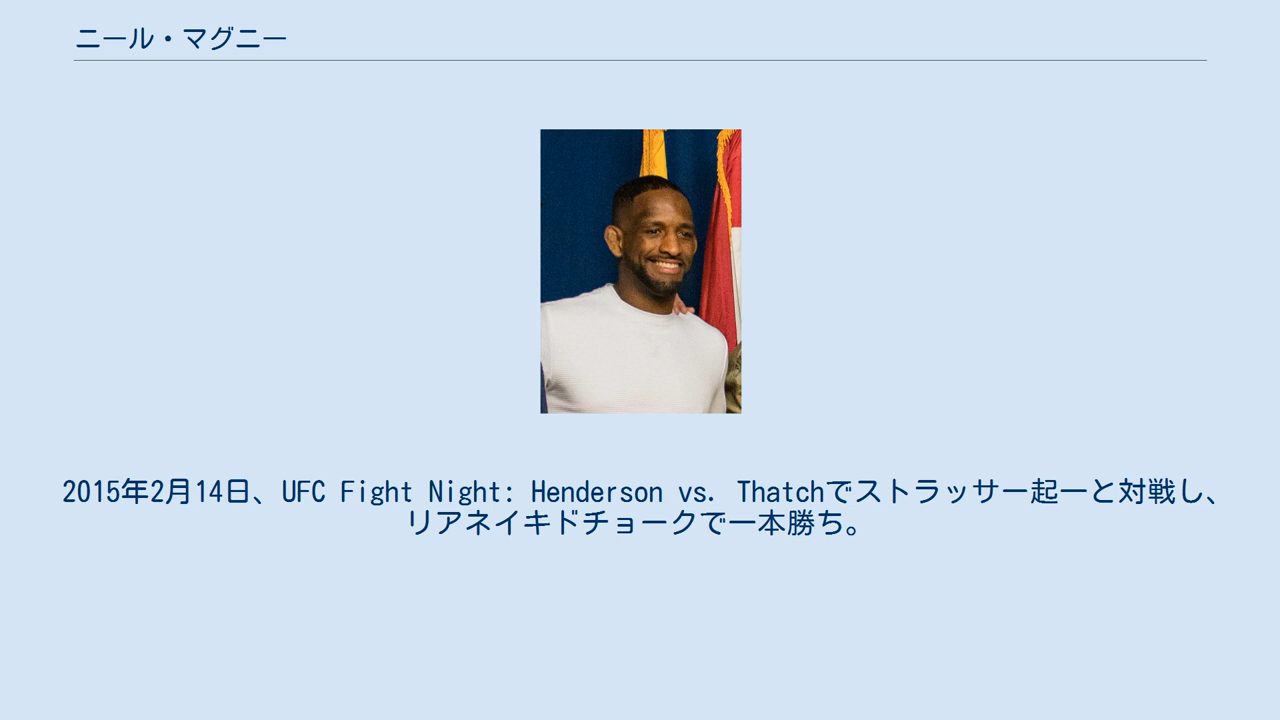 ニール・マグニー
2015年2月14日、UFC Fight Night: Henderson vs. Thatchでストラッサー起一と対戦し、
リアネイキドチョークで一本勝ち。